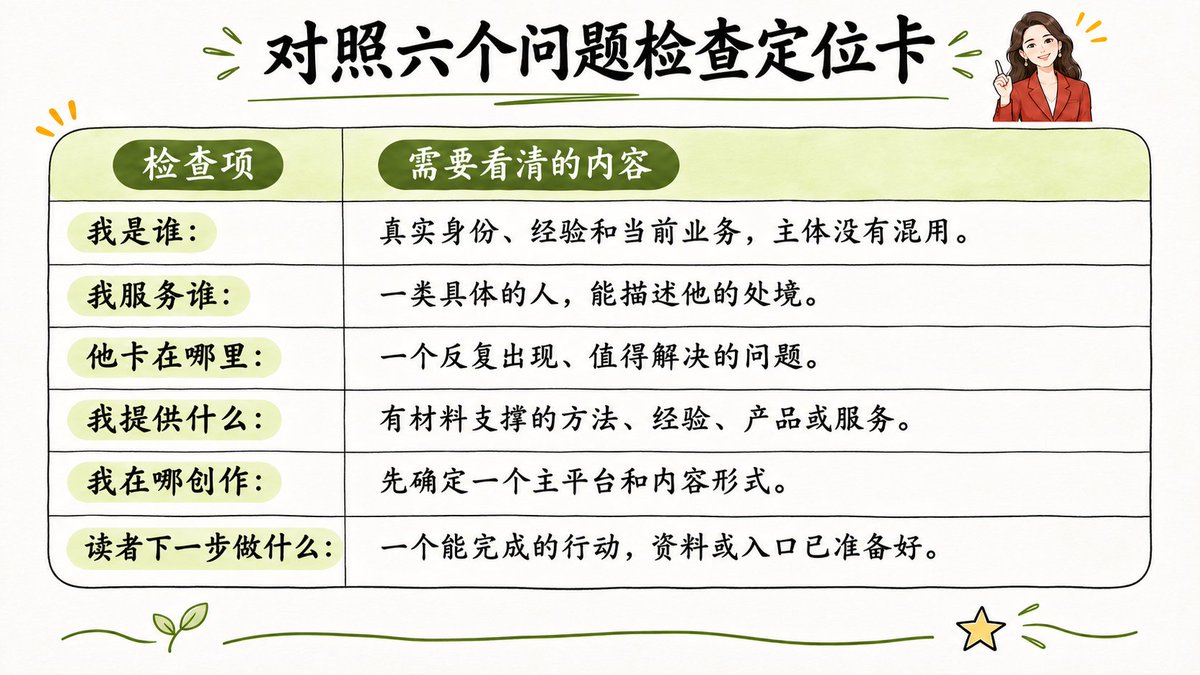 对照六个问题检查定位卡
检查项
需要看清的内容
我是谁：
真实身份、经验和当前业务，主体没有混用。
我服务谁：
一类具体的人，能描述他的处境。
他卡在哪里：
一个反复出现、值得解决的问题。
我提供什么：
有材料支撑的方法、经验、产品或服务。
我在哪创作：
先确定一个主平台和内容形式。
读者下一步做什么：
一个能完成的行动，资料或入口已准备好。